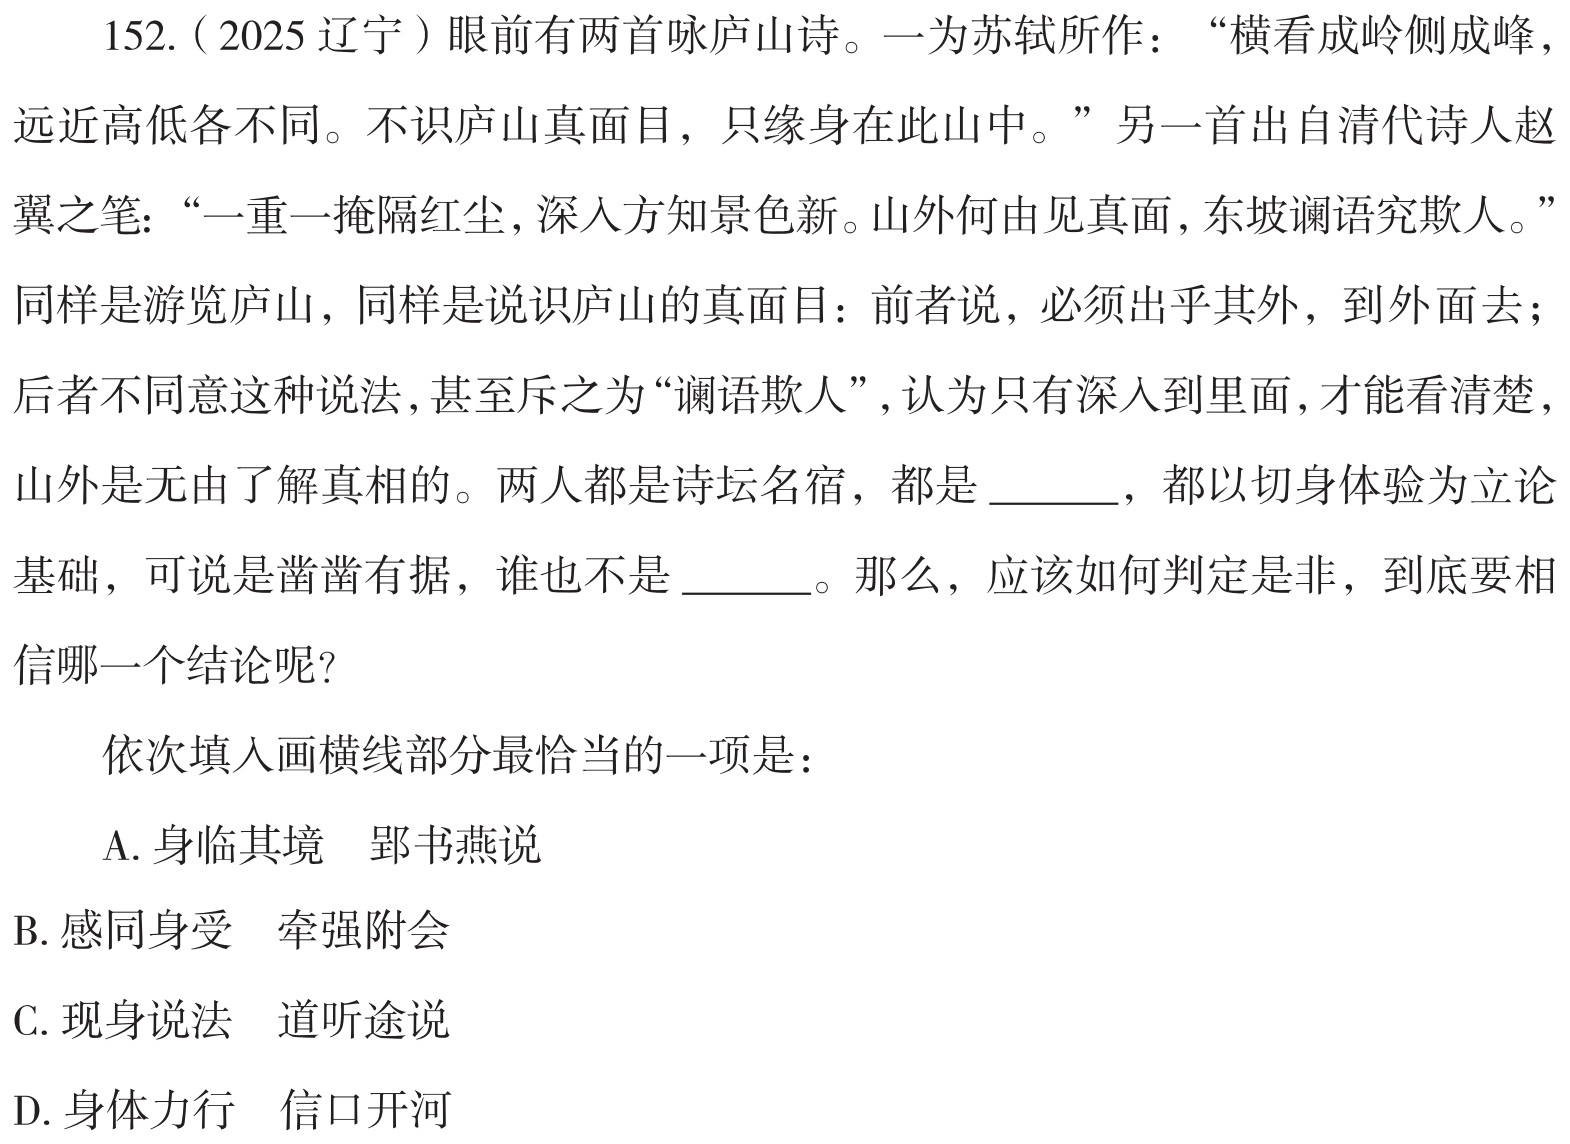 152.（2025 辽宁）眼前有两首咏庐山诗。一为苏轼所作：“横看成岭侧成峰，
远近高低各不同。不识庐山真面目，只缘身在此山中。”另一首出自清代诗人赵
翼之笔：“一重一掩隔红尘，深入方知景色新。山外何由见真面，东坡谰语究欺人。”
同样是游览庐山，同样是说识庐山的真面目：前者说，必须出乎其外，到外面去；
后者不同意这种说法，甚至斥之为“谰语欺人”，认为只有深入到里面，才能看清楚，
山外是无由了解真相的。两人都是诗坛名宿，都是______，都以切身体验为立论
基础，可说是凿凿有据，谁也不是______。那么，应该如何判定是非，到底要相
信哪一个结论呢？
依次填入画横线部分最恰当的一项是：
A. 身临其境　郢书燕说
B. 感同身受　牵强附会
C. 现身说法　道听途说
D. 身体力行　信口开河